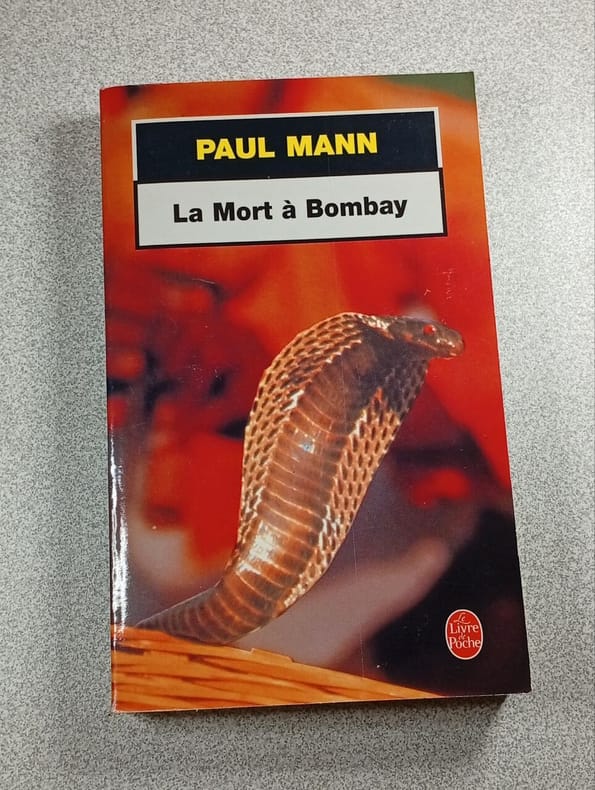 PAUL MANN
La Mort à Bombay
Le
Livre
de
Poche